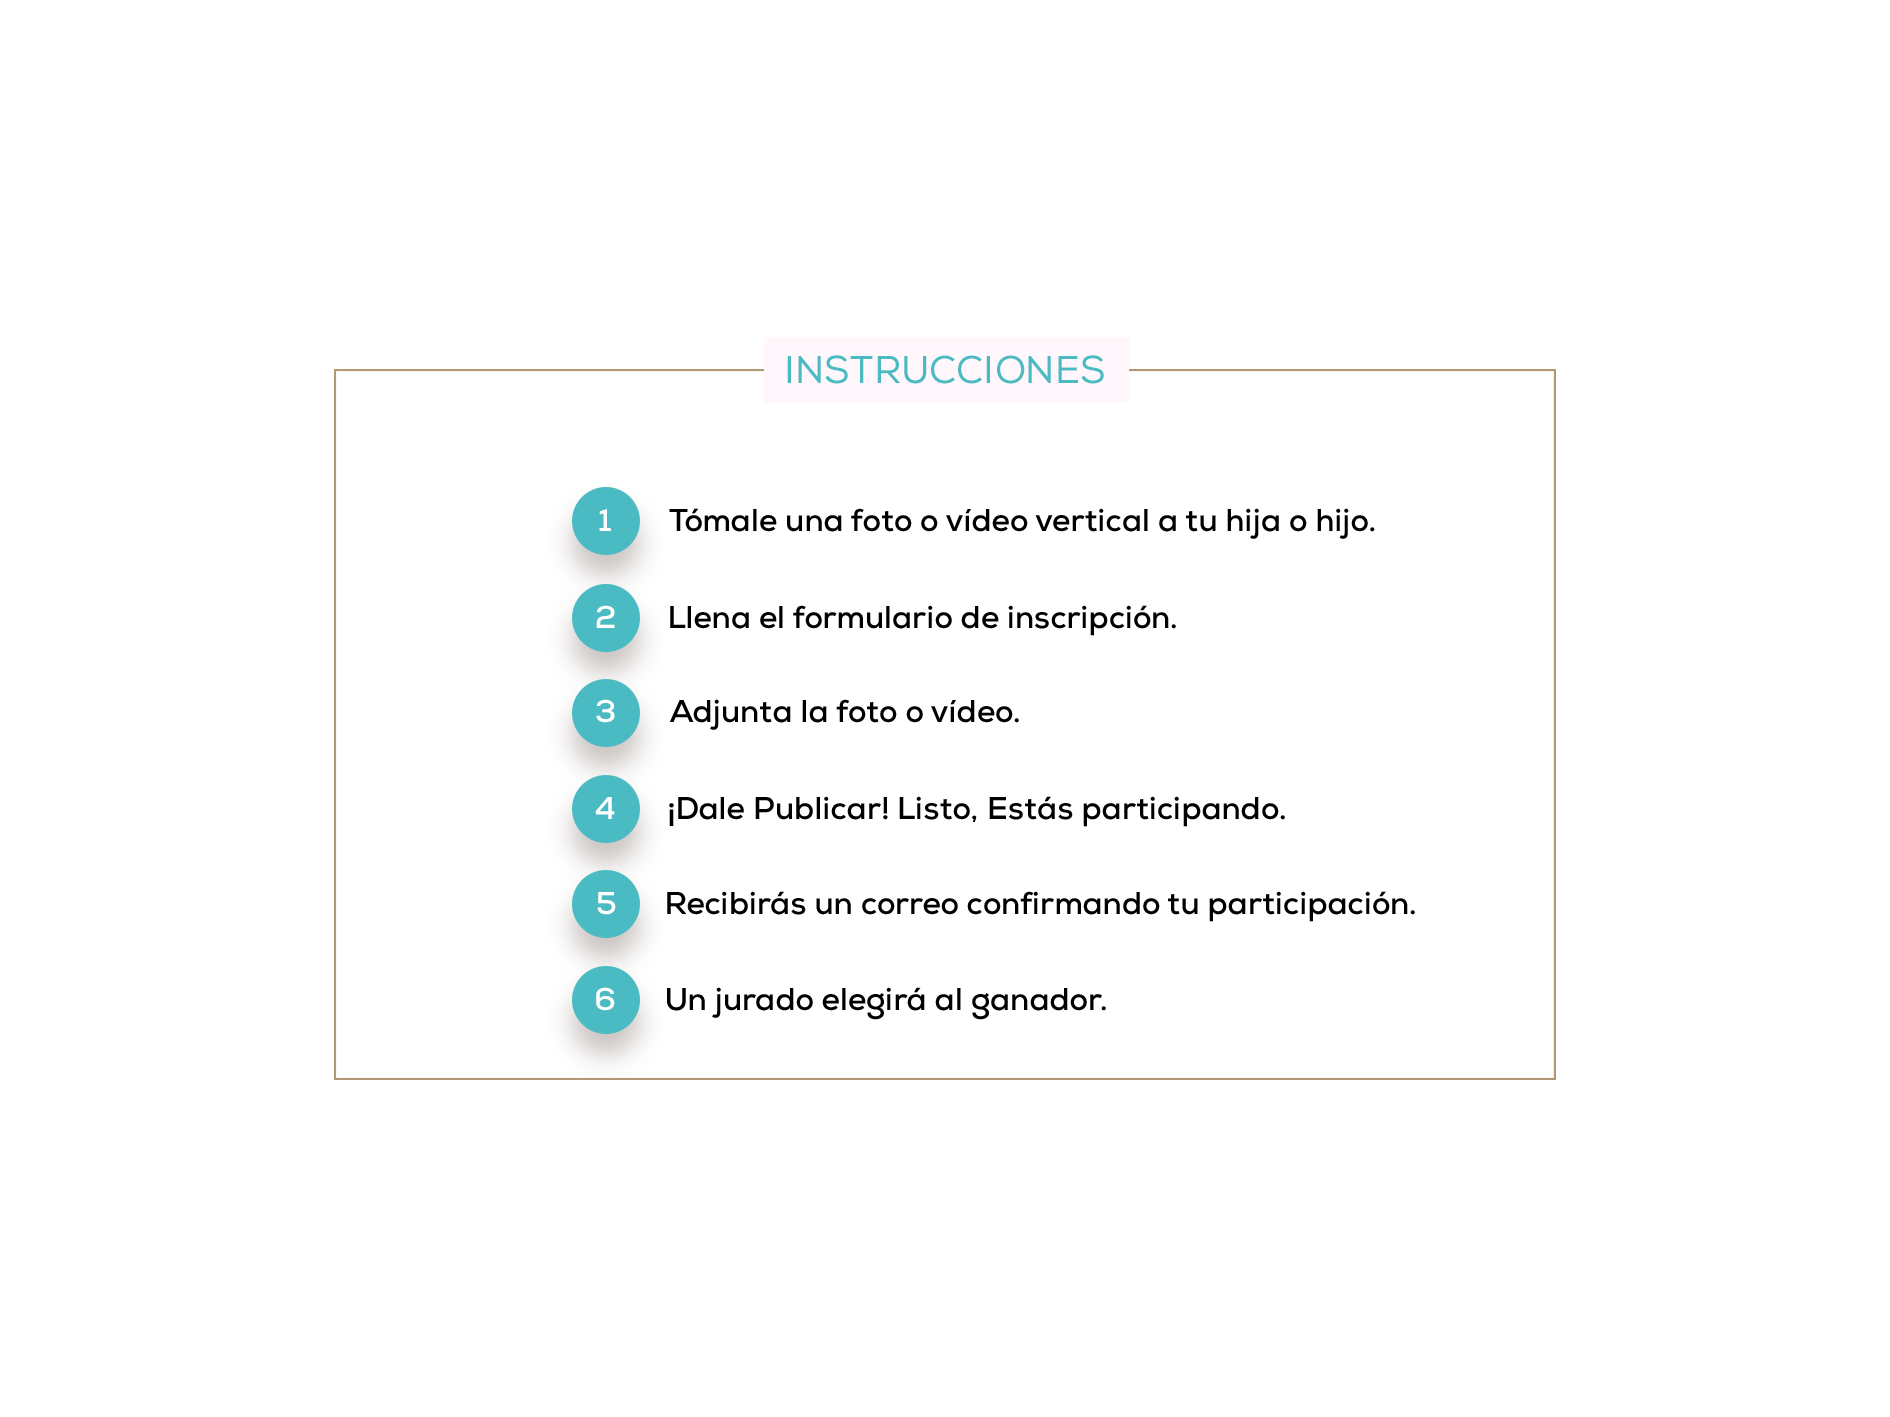 INSTRUCCIONES
1 Tómale una foto o vídeo vertical a tu hija o hijo.
2 Llena el formulario de inscripción.
3 Adjunta la foto o vídeo.
4 ¡Dale Publicar! Listo, Estás participando.
5 Recibirás un correo confirmando tu participación.
6 Un jurado elegirá al ganador.